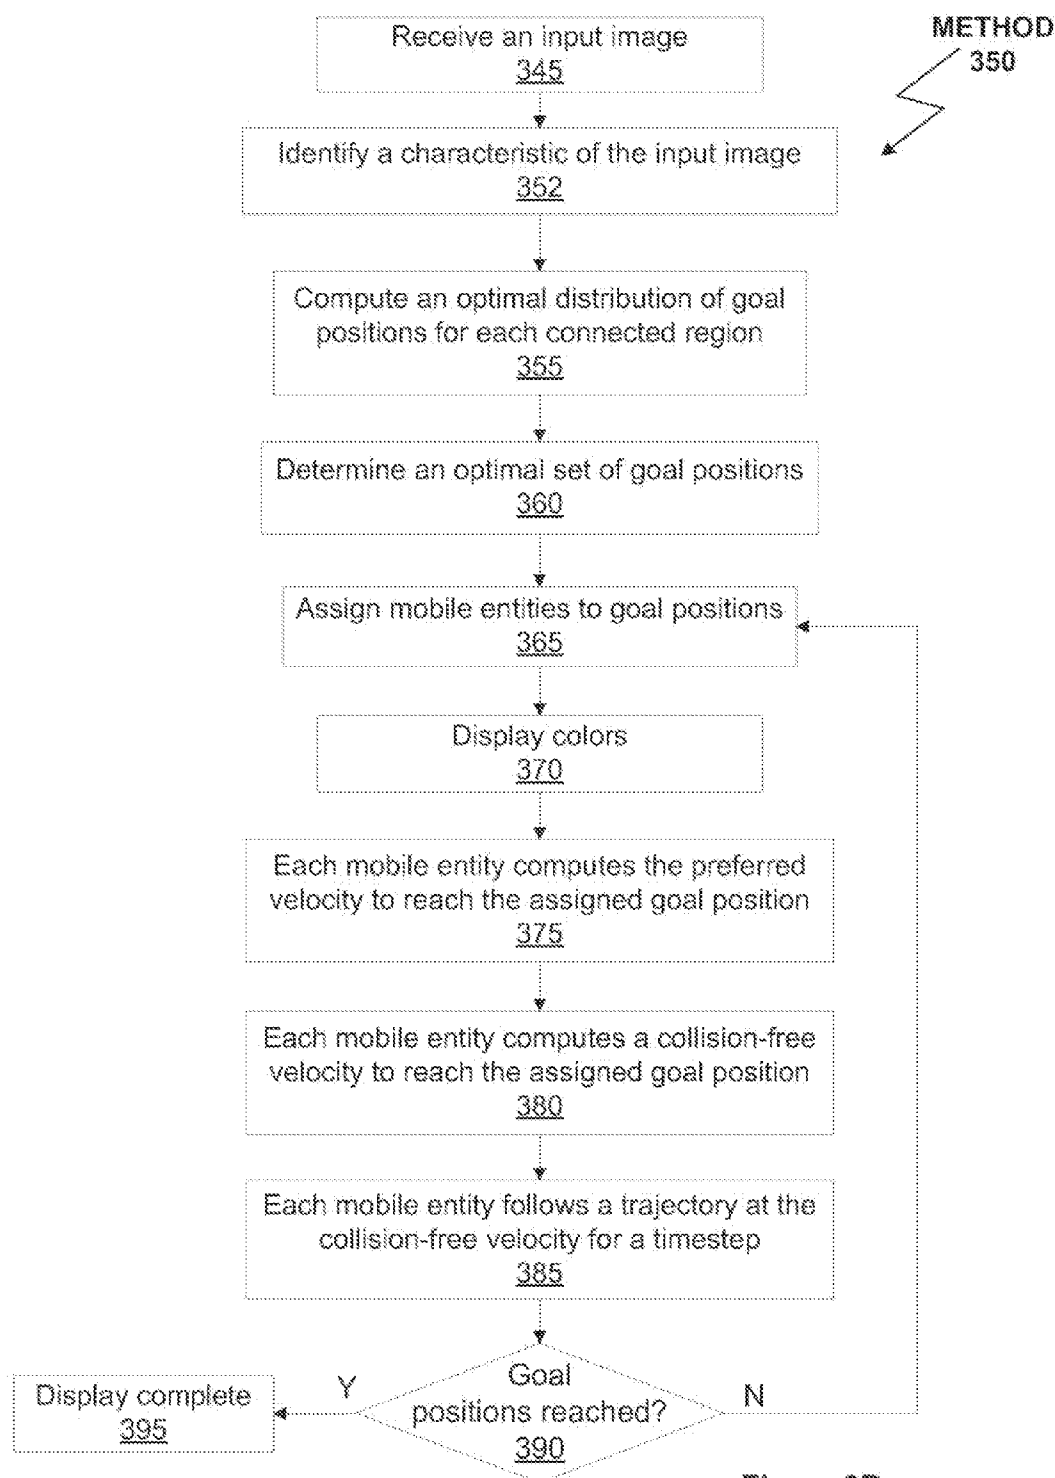 METHOD
350
Receive an input image
345
Identify a characteristic of the input image
352
Compute an optimal distribution of goal
positions for each connected region
355
Determine an optimal set of goal positions
360
Assign mobile entities to goal positions
365
Display colors
370
Each mobile entity computes the preferred
velocity to reach the assigned goal position
375
Each mobile entity computes a collision-free
velocity to reach the assigned goal position
380
Each mobile entity follows a trajectory at the
collision-free velocity for a timestep
385
Goal
positions reached?
390
Y
N
Display complete
395